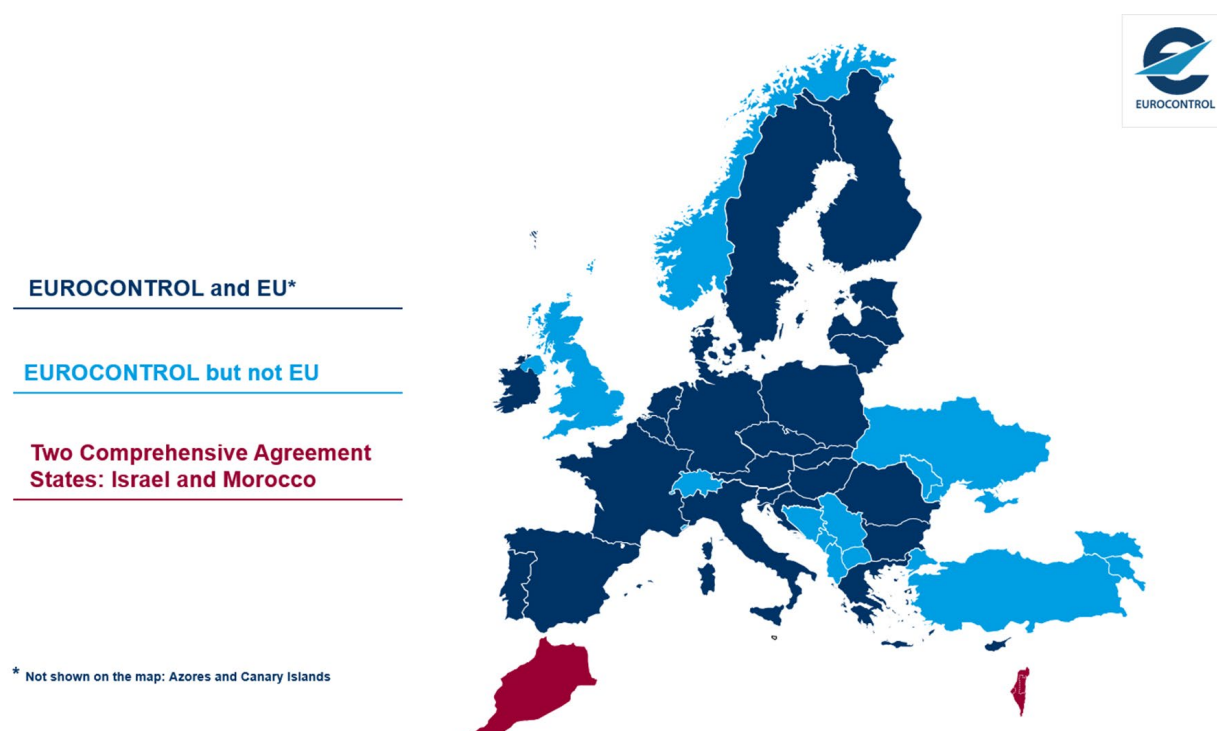 EUROCONTROL
EUROCONTROL and EU*
EUROCONTROL but not EU
Two Comprehensive Agreement
States: Israel and Morocco
* Not shown on the map: Azores and Canary Islands